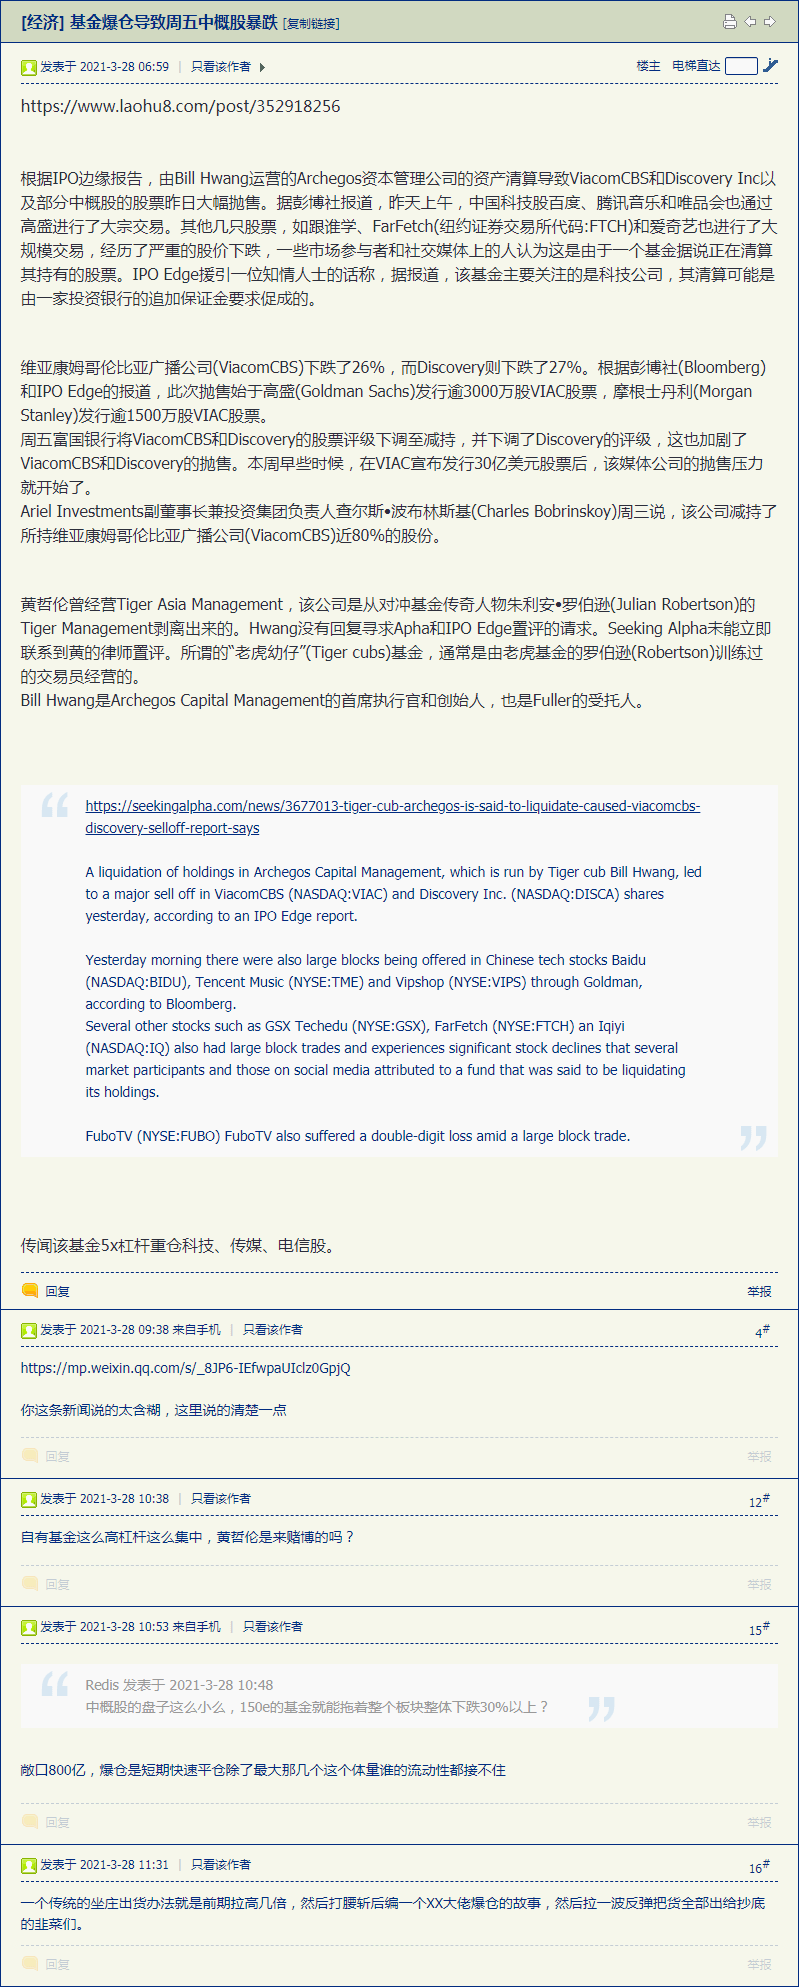 [经济] 基金爆仓导致周五中概股暴跌 [复制链接]
发表于 2021-3-28 06:59 | 只看该作者 楼主 电梯直达
https://www.laohu8.com/post/352918256
根据IPO边缘报告，由Bill Hwang运营的Archegos资本管理公司的资产清算导致ViacomCBS和Discovery Inc以
及部分中概股的股票昨日大幅抛售。据彭博社报道，昨天上午，中国科技股百度、腾讯音乐和唯品会也通过
高盛进行了大宗交易。其他几只股票，如跟谁学、FarFetch(纽约证券交易所代码:FTCH)和爱奇艺也进行了大
规模交易，经历了严重的股价下跌，一些市场参与者和社交媒体上的人认为这是由于一个基金据说正在清算
其持有的股票。IPO Edge援引一位知情人士的话称，据报道，该基金主要关注的是科技公司，其清算可能是
由一家投资银行的追加保证金要求促成的。
维亚康姆哥伦比亚广播公司(ViacomCBS)下跌了26%，而Discovery则下跌了27%。根据彭博社(Bloomberg)
和IPO Edge的报道，此次抛售始于高盛(Goldman Sachs)发行逾3000万股VIAC股票，摩根士丹利(Morgan
Stanley)发行逾1500万股VIAC股票。
周五富国银行将ViacomCBS和Discovery的股票评级下调至减持，并下调了Discovery的评级，这也加剧了
ViacomCBS和Discovery的抛售。本周早些时候，在VIAC宣布发行30亿美元股票后，该媒体公司的抛售压力
就开始了。
Ariel Investments副董事长兼投资集团负责人查尔斯•波布林斯基(Charles Bobrinskoy)周三说，该公司减持了
所持维亚康姆哥伦比亚广播公司(ViacomCBS)近80%的股份。
黄哲伦曾经营Tiger Asia Management，该公司是从对冲基金传奇人物朱利安•罗伯逊(Julian Robertson)的
Tiger Management剥离出来的。Hwang没有回复寻求Apha和IPO Edge置评的请求。Seeking Alpha未能立即
联系到黄的律师置评。所谓的“老虎幼仔”(Tiger cubs)基金，通常是由老虎基金的罗伯逊(Robertson)训练过
的交易员经营的。
Bill Hwang是Archegos Capital Management的首席执行官和创始人，也是Fuller的受托人。
https://seekingalpha.com/news/3677013-tiger-cub-archegos-is-said-to-liquidate-caused-viacomcbs-
discovery-selloff-report-says
A liquidation of holdings in Archegos Capital Management, which is run by Tiger cub Bill Hwang, led
to a major sell off in ViacomCBS (NASDAQ:VIAC) and Discovery Inc. (NASDAQ:DISCA) shares
yesterday, according to an IPO Edge report.
Yesterday morning there were also large blocks being offered in Chinese tech stocks Baidu
(NASDAQ:BIDU), Tencent Music (NYSE:TME) and Vipshop (NYSE:VIPS) through Goldman,
according to Bloomberg.
Several other stocks such as GSX Techedu (NYSE:GSX), FarFetch (NYSE:FTCH) an Iqiyi
(NASDAQ:IQ) also had large block trades and experiences significant stock declines that several
market participants and those on social media attributed to a fund that was said to be liquidating
its holdings.
FuboTV (NYSE:FUBO) FuboTV also suffered a double-digit loss amid a large block trade.
传闻该基金5x杠杆重仓科技、传媒、电信股。
回复 举报
发表于 2021-3-28 09:38 来自手机 | 只看该作者 4#
https://mp.weixin.qq.com/s/_8JP6-IEfwpaUIclz0GpjQ
你这条新闻说的太含糊，这里说的清楚一点
回复 举报
发表于 2021-3-28 10:38 | 只看该作者 12#
自有基金这么高杠杆这么集中，黄哲伦是来赌博的吗？
回复 举报
发表于 2021-3-28 10:53 来自手机 | 只看该作者 15#
Redis 发表于 2021-3-28 10:48
中概股的盘子这么小么，150e的基金就能拖着整个板块整体下跌30%以上？
敞口800亿，爆仓是短期快速平仓除了最大那几个这个体量谁的流动性都接不住
回复 举报
发表于 2021-3-28 11:31 | 只看该作者 16#
一个传统的坐庄出货办法就是前期拉高几倍，然后打腰斩后编一个XX大佬爆仓的故事，然后拉一波反弹把货全部出给抄底
的韭菜们。
回复 举报